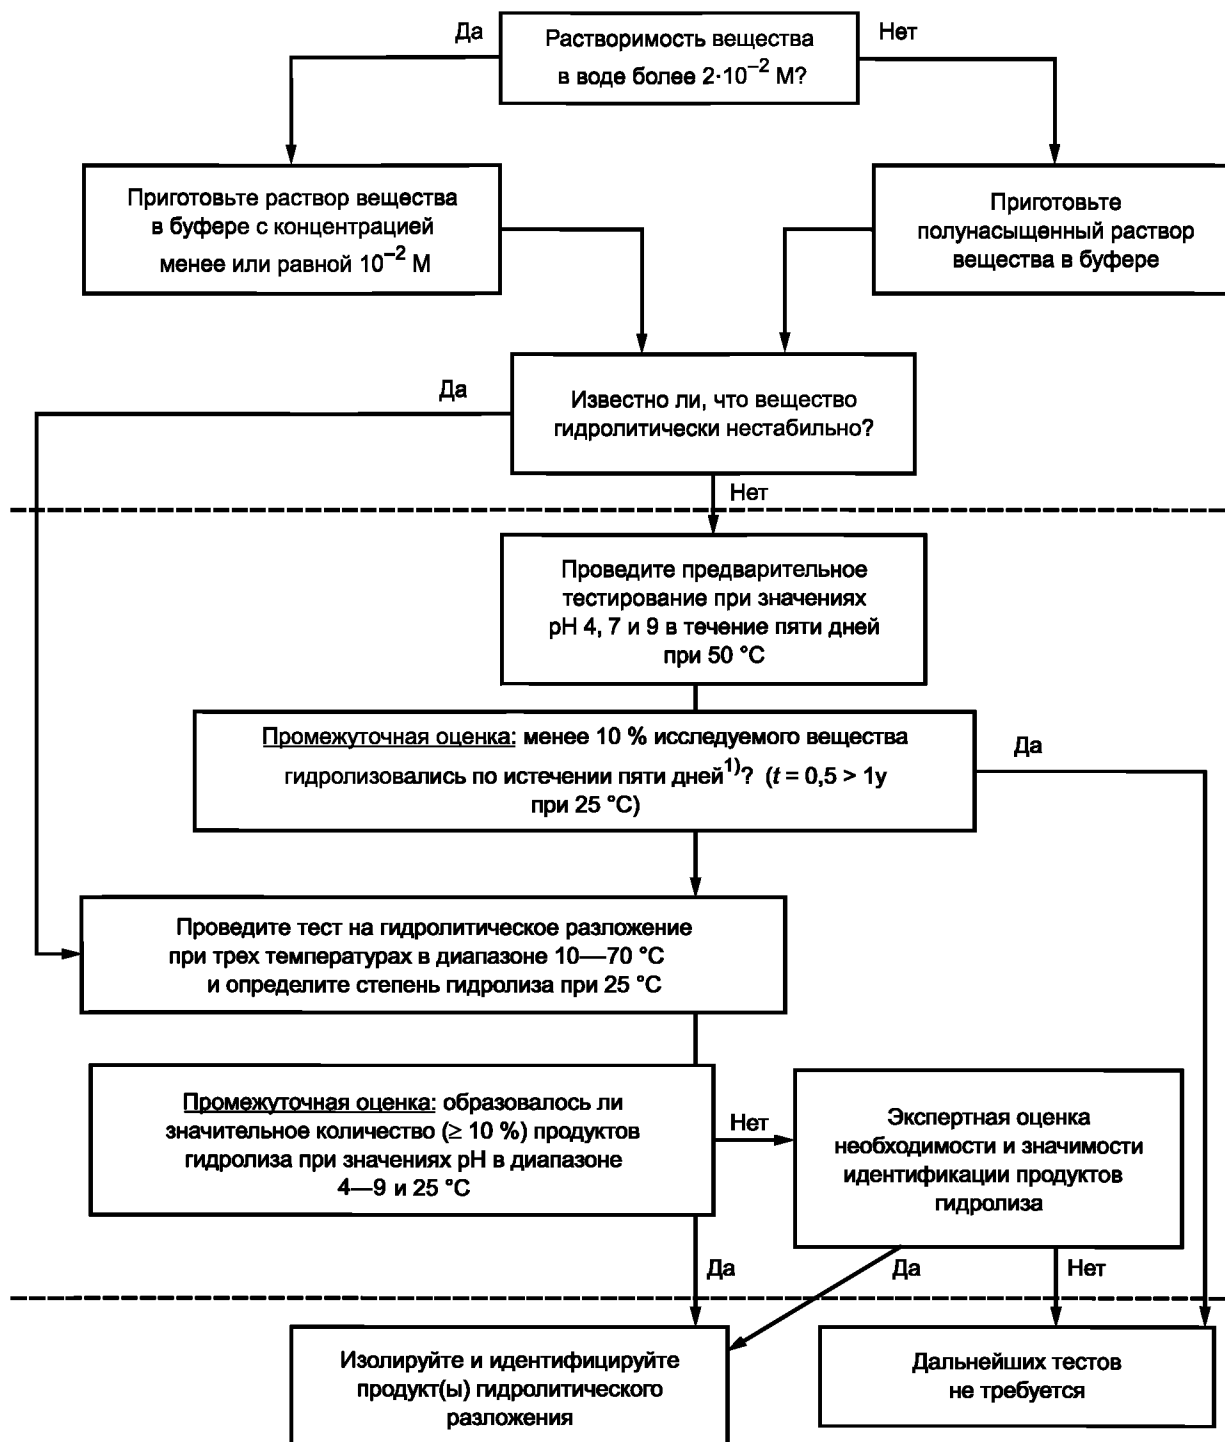 Да
Растворимость вещества
в воде более 2·10⁻² М?
Нет
Приготовьте раствор вещества
в буфере с концентрацией
менее или равной 10⁻² М
Приготовьте
полунасыщенный раствор
вещества в буфере
Да
Известно ли, что вещество
гидролитически нестабильно?
Нет
Проведите предварительное
тестирование при значениях
pH 4, 7 и 9 в течение пяти дней
при 50 °C
Промежуточная оценка: менее 10 % исследуемого вещества
гидролизовались по истечении пяти дней¹⁾? (t = 0,5 > 1y
при 25 °C)
Да
Проведите тест на гидролитическое разложение
при трех температурах в диапазоне 10—70 °C
и определите степень гидролиза при 25 °C
Промежуточная оценка: образовалось ли
значительное количество (≥ 10 %) продуктов
гидролиза при значениях pH в диапазоне
4—9 и 25 °C
Нет
Экспертная оценка
необходимости и значимости
идентификации продуктов
гидролиза
Да
Да
Нет
Изолируйте и идентифицируйте
продукт(ы) гидролитического
разложения
Дальнейших тестов
не требуется